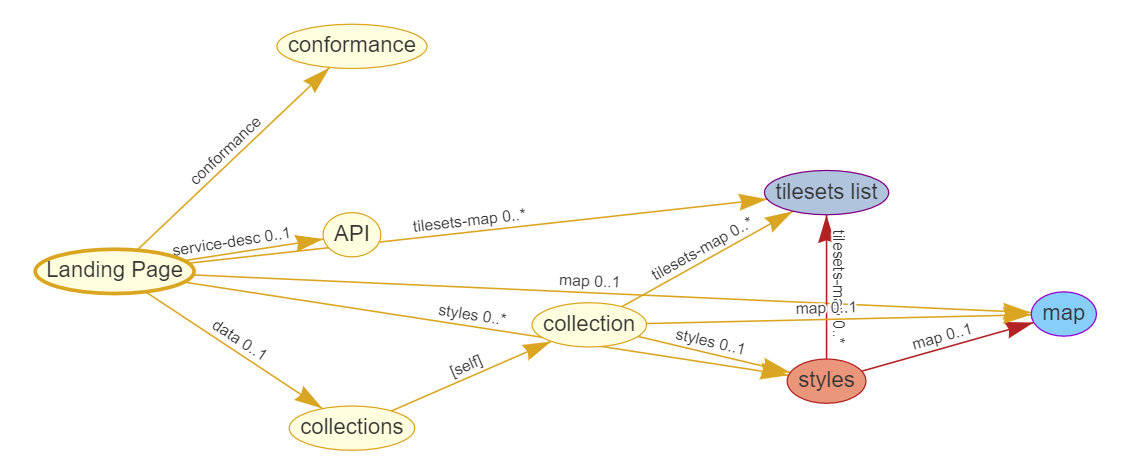 conformance
conformance
tilesets list
tilesets-map 0..*
service-desc 0..1
API
tilesets-map 0..*
tilesets-map 0..*
Landing Page
map 0..1
map 0..1
map
styles 0..*
collection
styles 0..1
map 0..1
data 0..1
[self]
styles
collections